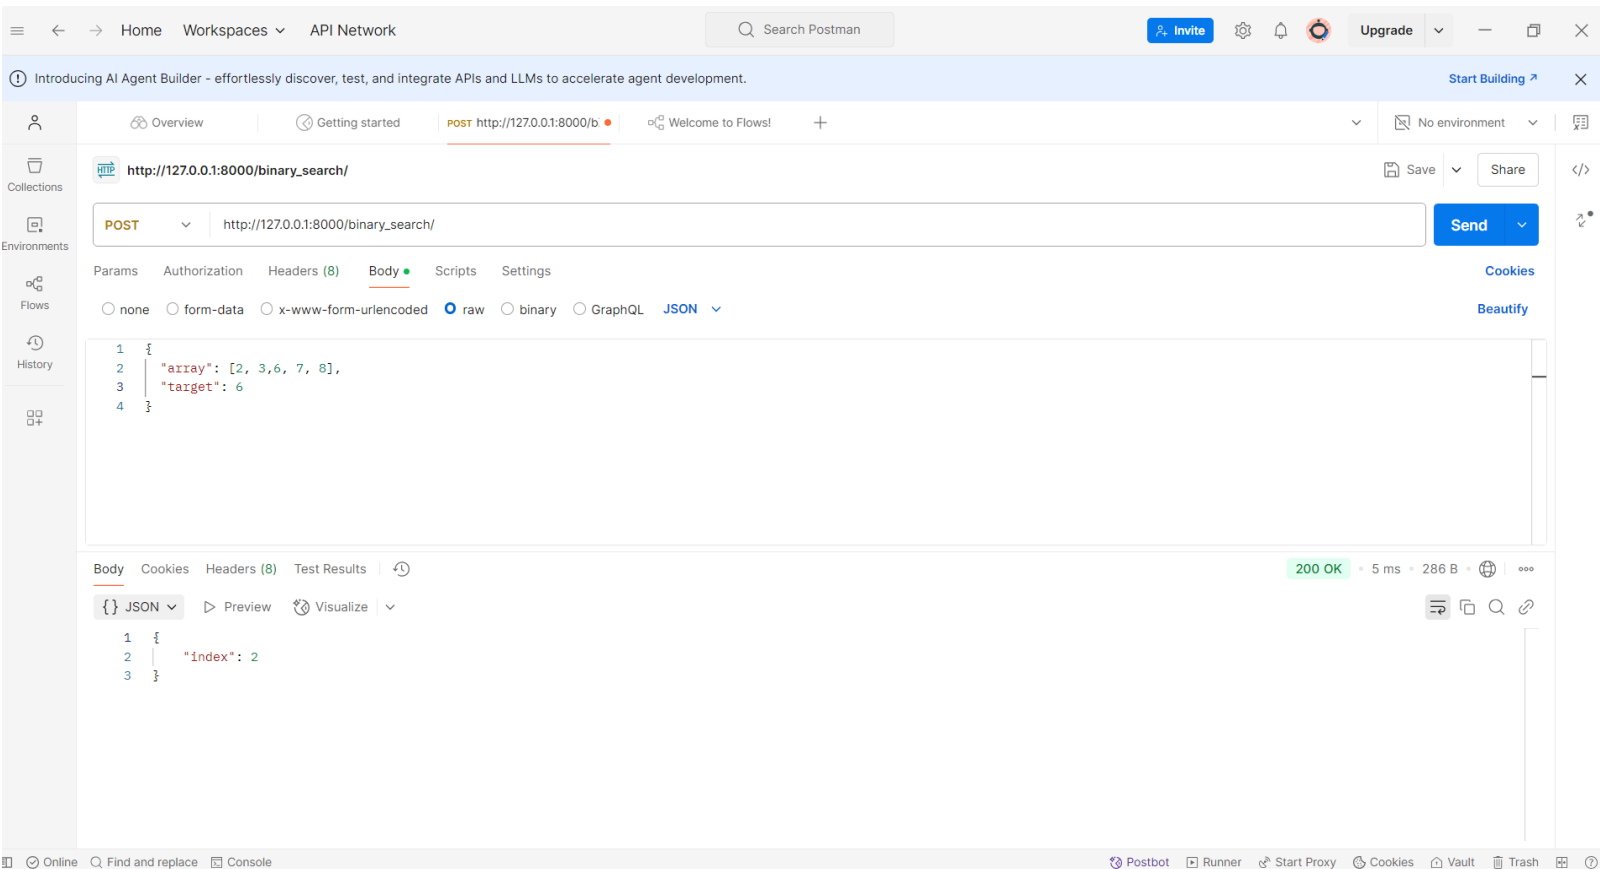 Home Workspaces API Network Search Postman Invite Upgrade
Introducing AI Agent Builder - effortlessly discover, test, and integrate APIs and LLMs to accelerate agent development. Start Building
Overview Getting started POST http://127.0.0.1:8000/b Welcome to Flows! No environment
HTTP http://127.0.0.1:8000/binary_search/ Save Share
Collections
Environments
Flows
History
POST http://127.0.0.1:8000/binary_search/ Send
Params Authorization Headers (8) Body Scripts Settings Cookies
none form-data x-www-form-urlencoded raw binary GraphQL JSON Beautify
1 {
2 "array": [2, 3,6, 7, 8],
3 "target": 6
4 }
Body Cookies Headers (8) Test Results 200 OK 5 ms 286 B
{} JSON Preview Visualize
1 {
2 "index": 2
3 }
Online Find and replace Console Postbot Runner Start Proxy Cookies Vault Trash